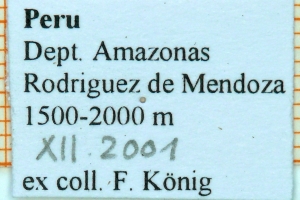 Peru
Dept. Amazonas
Rodriguez de Mendoza
1500-2000 m
XII. 2001
ex coll. F. König